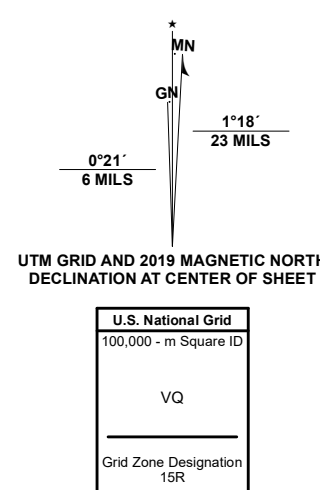 MN
GN
1°18´
23 MILS
0°21´
6 MILS
UTM GRID AND 2019 MAGNETIC NORTH
DECLINATION AT CENTER OF SHEET
U.S. National Grid
100,000 - m Square ID
VQ
Grid Zone Designation
15R